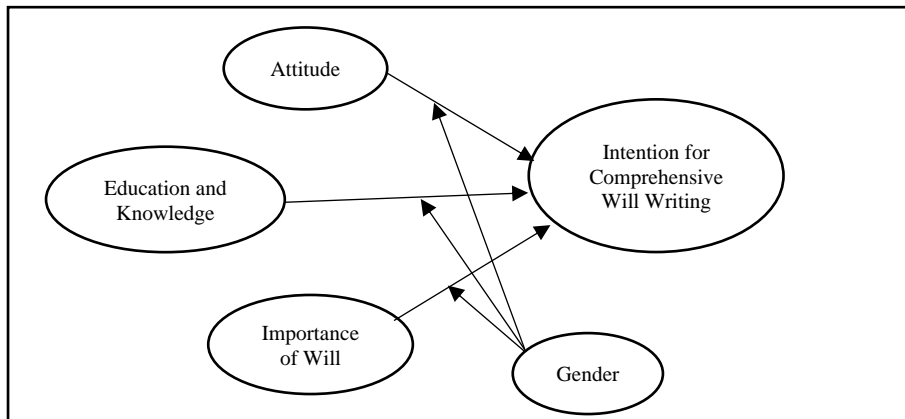 Attitude
Intention for
Comprehensive
Will Writing
Education and
Knowledge
Importance
of Will
Gender